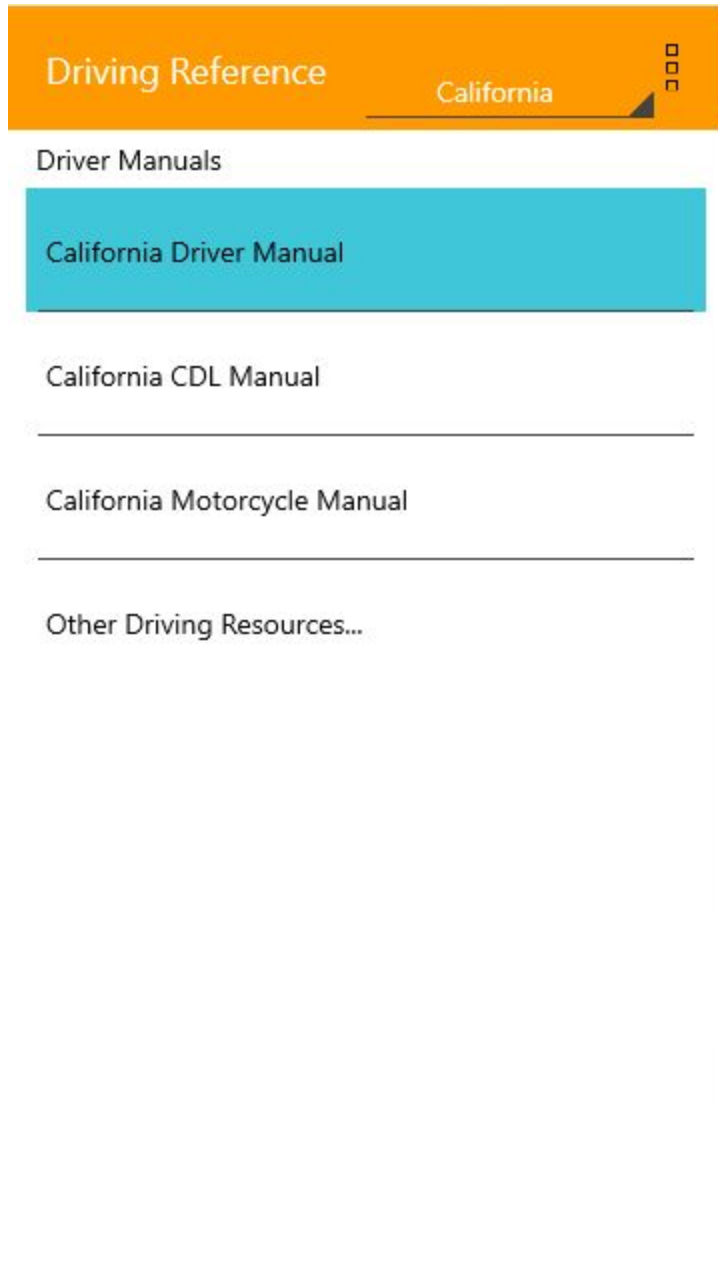 Driving Reference
California
Driver Manuals
California Driver Manual
California CDL Manual
California Motorcycle Manual
Other Driving Resources...